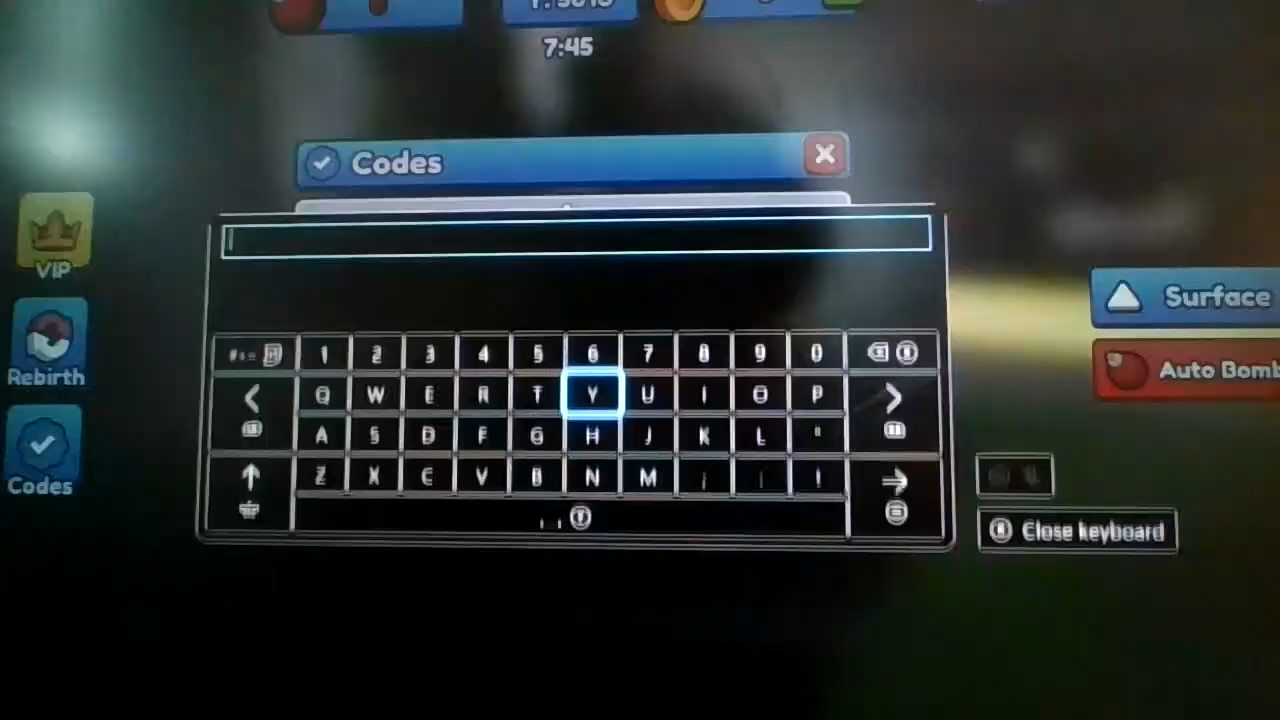 7:45
Codes
VIP
Surface
Rebirth
Auto Bomb
Codes
1 2 3 4 5 6 7 8 9 0
Q W E R T Y U I O P
A S D F G H J K L "
Z X C V B N M ! 
Close keyboard